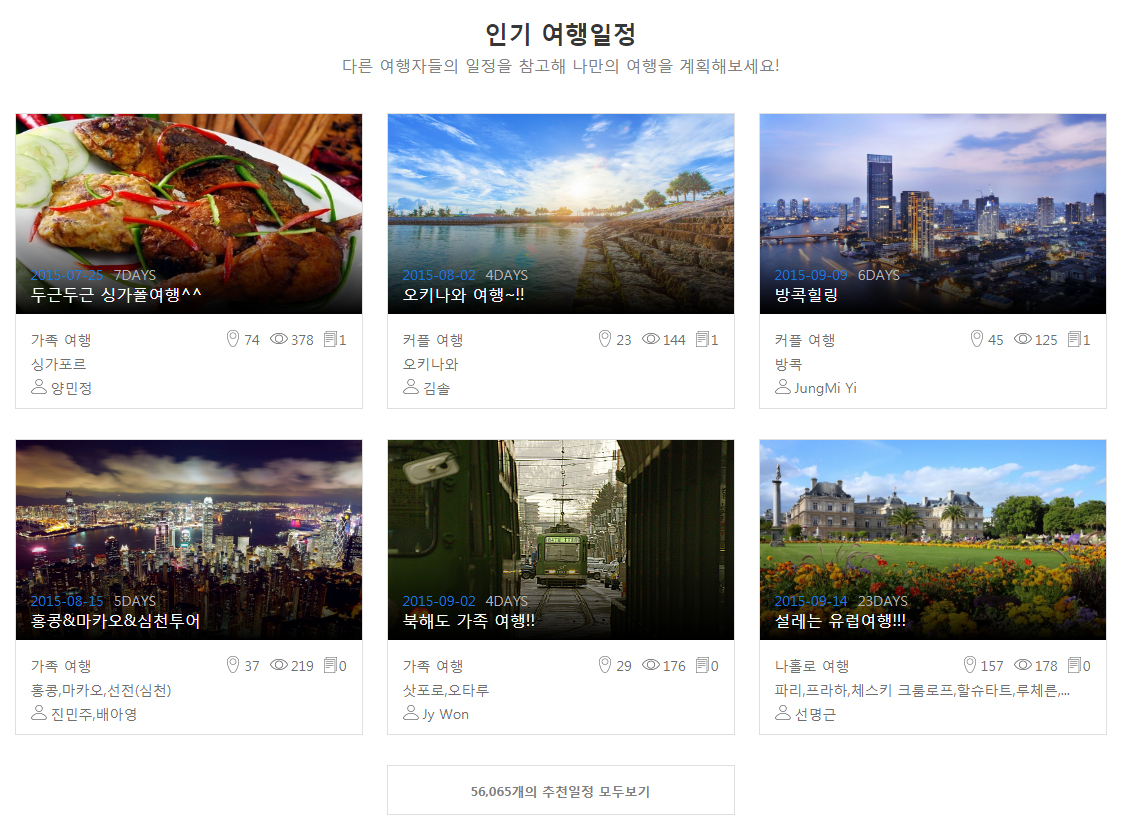 인기 여행일정
다른 여행자들의 일정을 참고해 나만의 여행을 계획해보세요!
2015-07-25 7DAYS
두근두근 싱가폴여행^^
가족 여행 74 378 1
싱가포르
양민정
2015-08-02 4DAYS
오키나와 여행~!!
커플 여행 23 144 1
오키나와
김솔
2015-09-09 6DAYS
방콕힐링
커플 여행 45 125 1
방콕
JungMi Yi
2015-08-15 5DAYS
홍콩&마카오&심천투어
가족 여행 37 219 0
홍콩,마카오,선전(심천)
진민주,배아영
2015-09-02 4DAYS
북해도 가족 여행!!
가족 여행 29 176 0
삿포로,오타루
Jy Won
2015-09-14 23DAYS
설레는 유럽여행!!!
나홀로 여행 157 178 0
파리,프라하,체스키 크룸로프,할슈타트,루체른,...
선명근
56,065개의 추천일정 모두보기